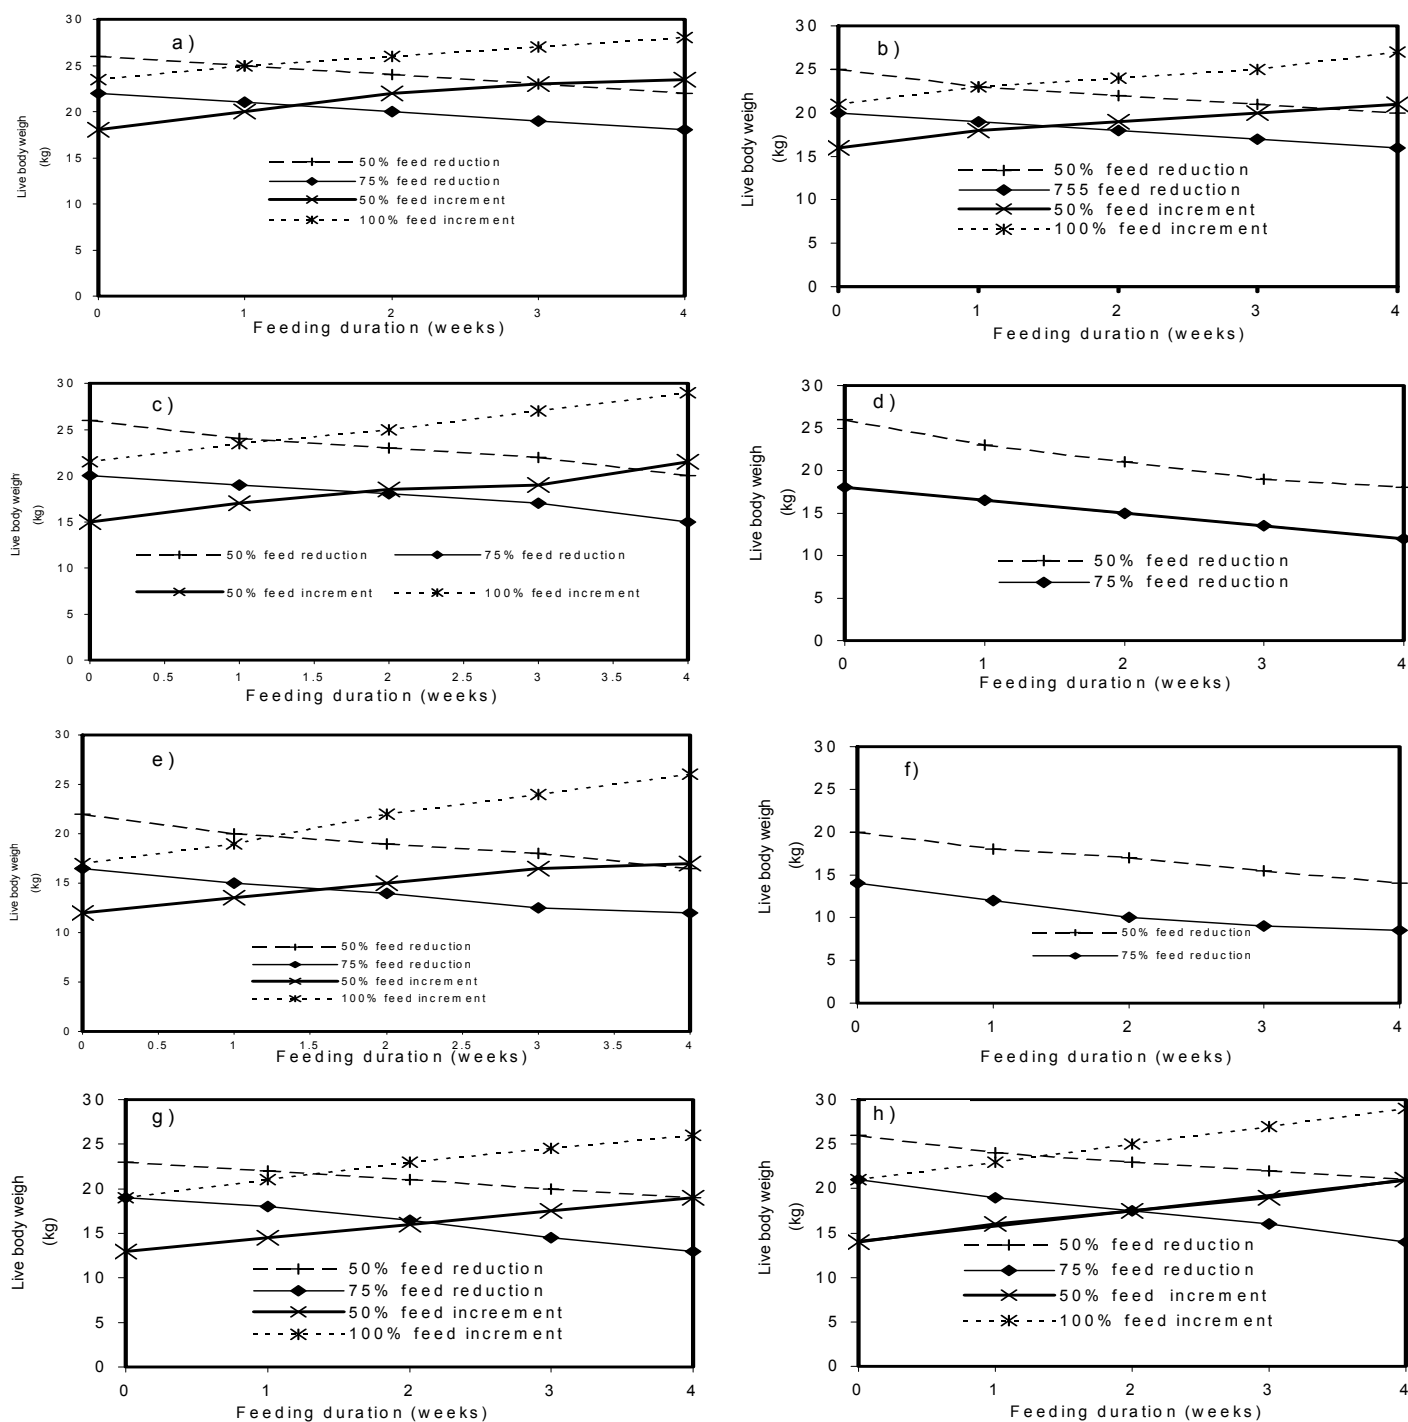 a)
Live body weigh
(kg)
30
25
20
15
10
5
0
50% feed reduction
75% feed reduction
50% feed increment
100% feed increment
0 1 2 3 4
Feeding duration (weeks)
b)
Live body weigh
(kg)
30
25
20
15
10
5
0
50% feed reduction
755 feed reduction
50% feed increment
100% feed increment
0 1 2 3 4
Feeding duration (weeks)
c)
Live body weigh
(kg)
30
25
20
15
10
5
0
50% feed reduction 75% feed reduction
50% feed increment 100% feed increment
0 0.5 1 1.5 2 2.5 3 3.5 4
Feeding duration (weeks)
d)
Live body weigh
(kg)
30
25
20
15
10
5
0
50% feed reduction
75% feed reduction
0 1 2 3 4
Feeding duration (weeks)
e)
Live body weigh
(kg)
30
25
20
15
10
5
0
50% feed reduction
75% feed reduction
50% feed increment
100% feed increment
0 0.5 1 1.5 2 2.5 3 3.5 4
Feeding duration (weeks)
f)
Live body weigh
(kg)
30
25
20
15
10
5
0
50% feed reduction
75% feed reduction
0 1 2 3 4
Feeding duration (weeks)
g)
Live body weigh
(kg)
30
25
20
15
10
5
0
50% feed reduction
75% feed reduction
50% feed increement
100% feed increment
0 1 2 3 4
Feeding duration (weeks)
h)
Live body weigh
(kg)
30
25
20
15
10
5
0
50% feed reduction
75% feed reduction
50% feed increment
100% feed increment
0 1 2 3 4
Feeding duration (weeks)